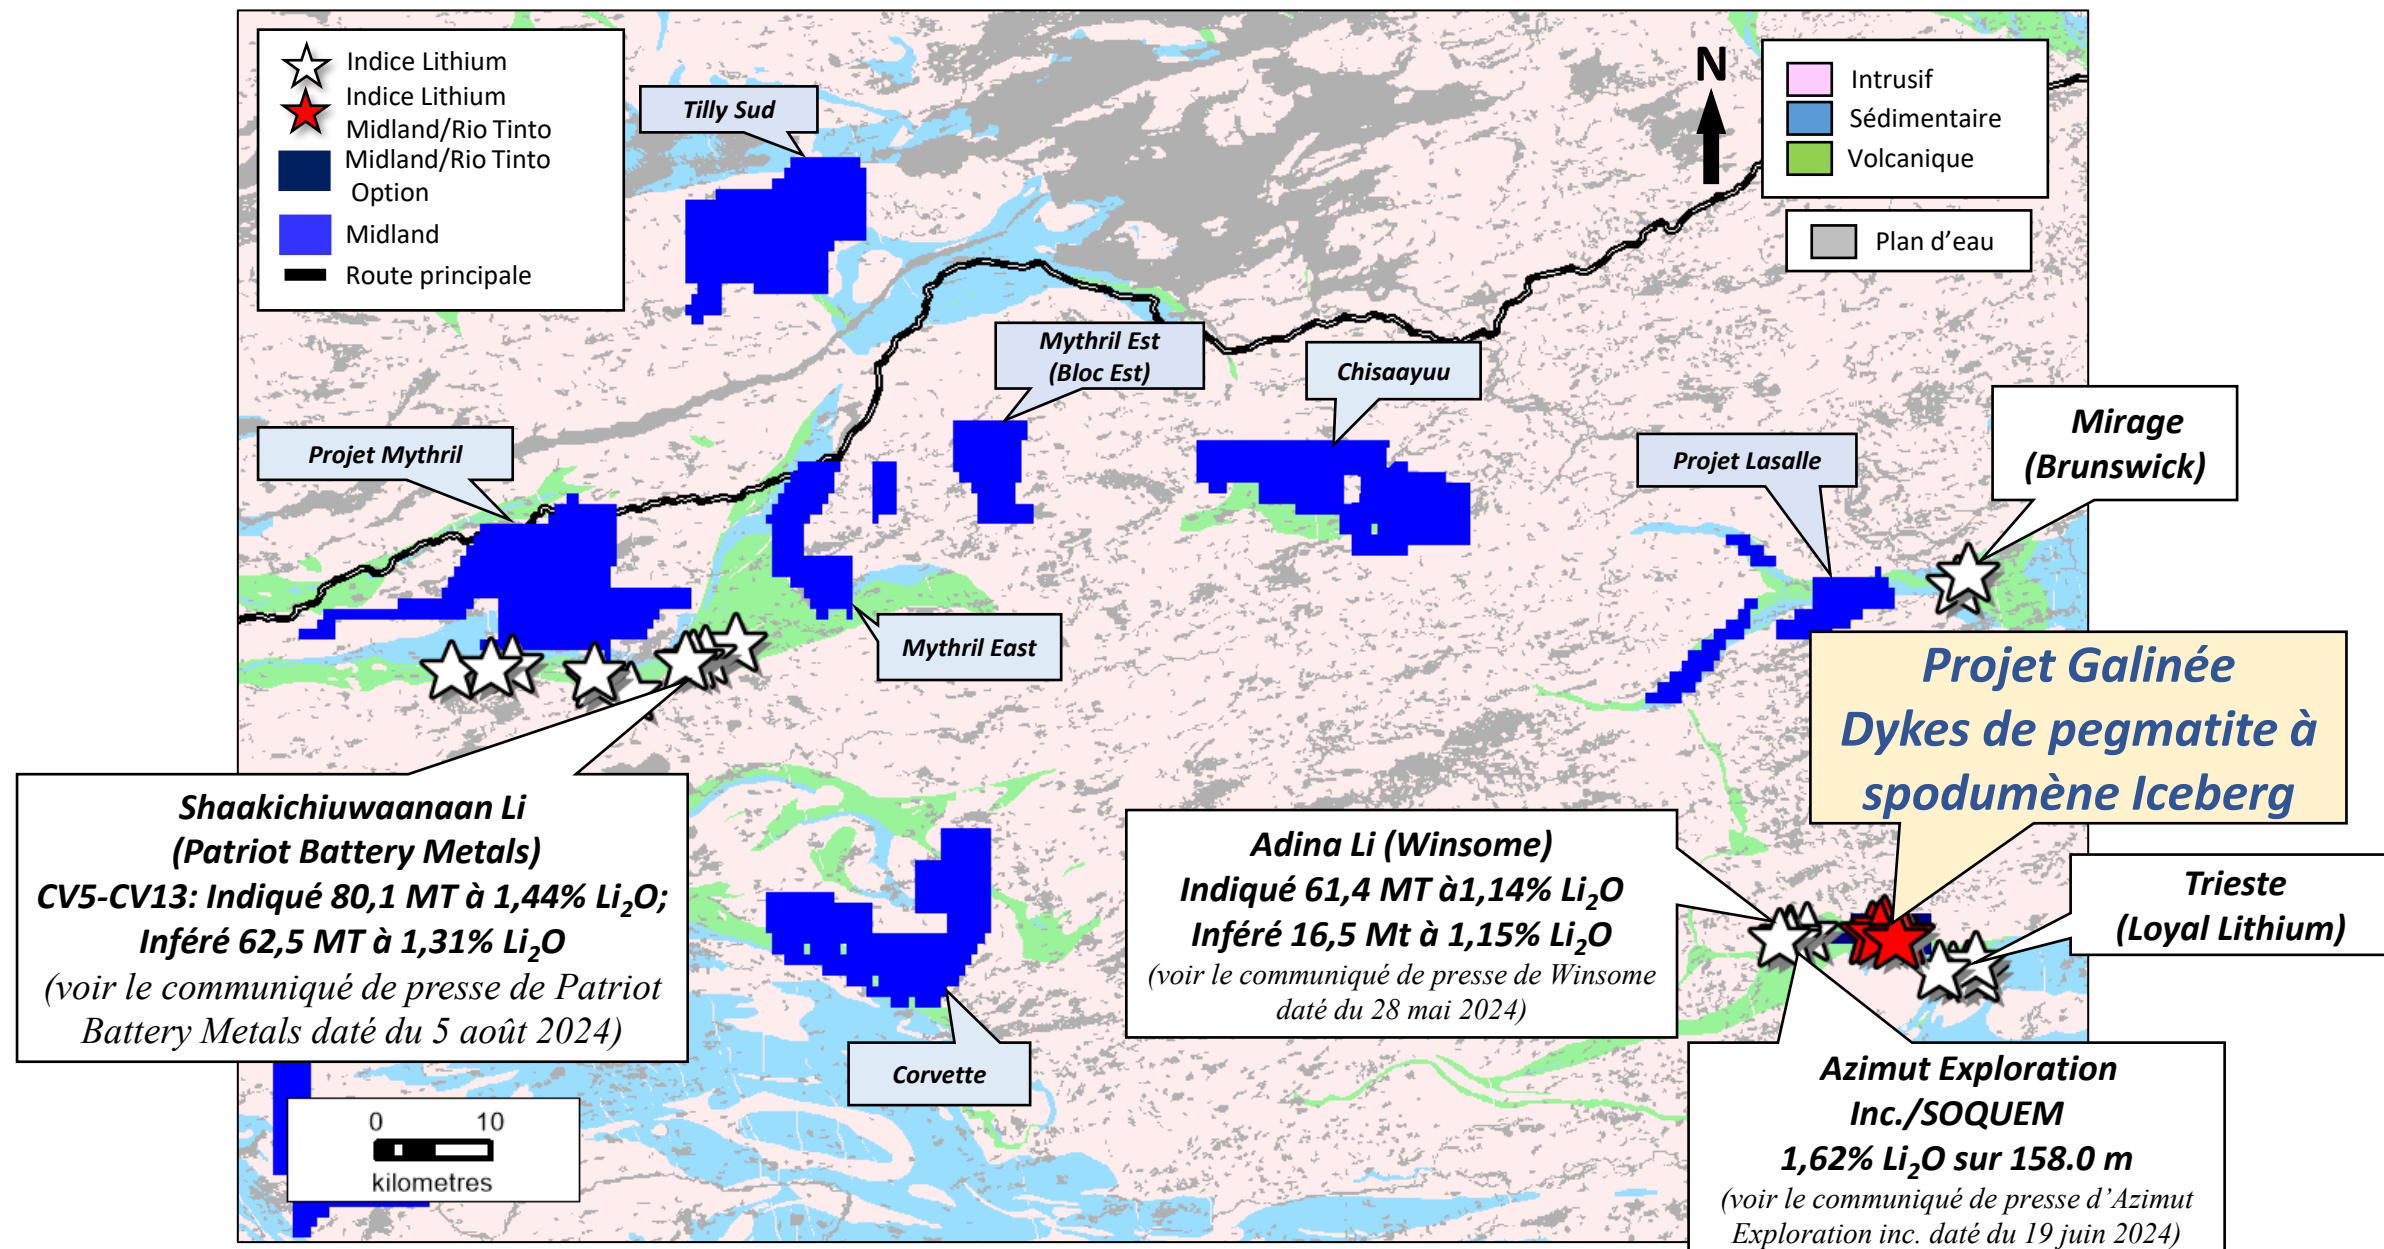 Indice Lithium
Indice Lithium
Midland/Rio Tinto
Midland/Rio Tinto
Option
Midland
Route principale
Tilly Sud
N
Intrusif
Sédimentaire
Volcanique
Plan d’eau
Mythril Est
(Bloc Est)
Chisaayuu
Projet Mythril
Projet Lasalle
Mirage
(Brunswick)
Mythril East
Projet Galinée
Dykes de pegmatite à
spodumène Iceberg
Shaakichiuwaanaan Li
(Patriot Battery Metals)
CV5-CV13: Indiqué 80,1 MT à 1,44% Li₂O;
Inféré 62,5 MT à 1,31% Li₂O
(voir le communiqué de presse de Patriot
Battery Metals daté du 5 août 2024)
Adina Li (Winsome)
Indiqué 61,4 MT à1,14% Li₂O
Inféré 16,5 Mt à 1,15% Li₂O
(voir le communiqué de presse de Winsome
daté du 28 mai 2024)
Trieste
(Loyal Lithium)
Corvette
Azimut Exploration
Inc./SOQUEM
1,62% Li₂O sur 158.0 m
(voir le communiqué de presse d’Azimut
Exploration inc. daté du 19 juin 2024)
0 10
kilometres